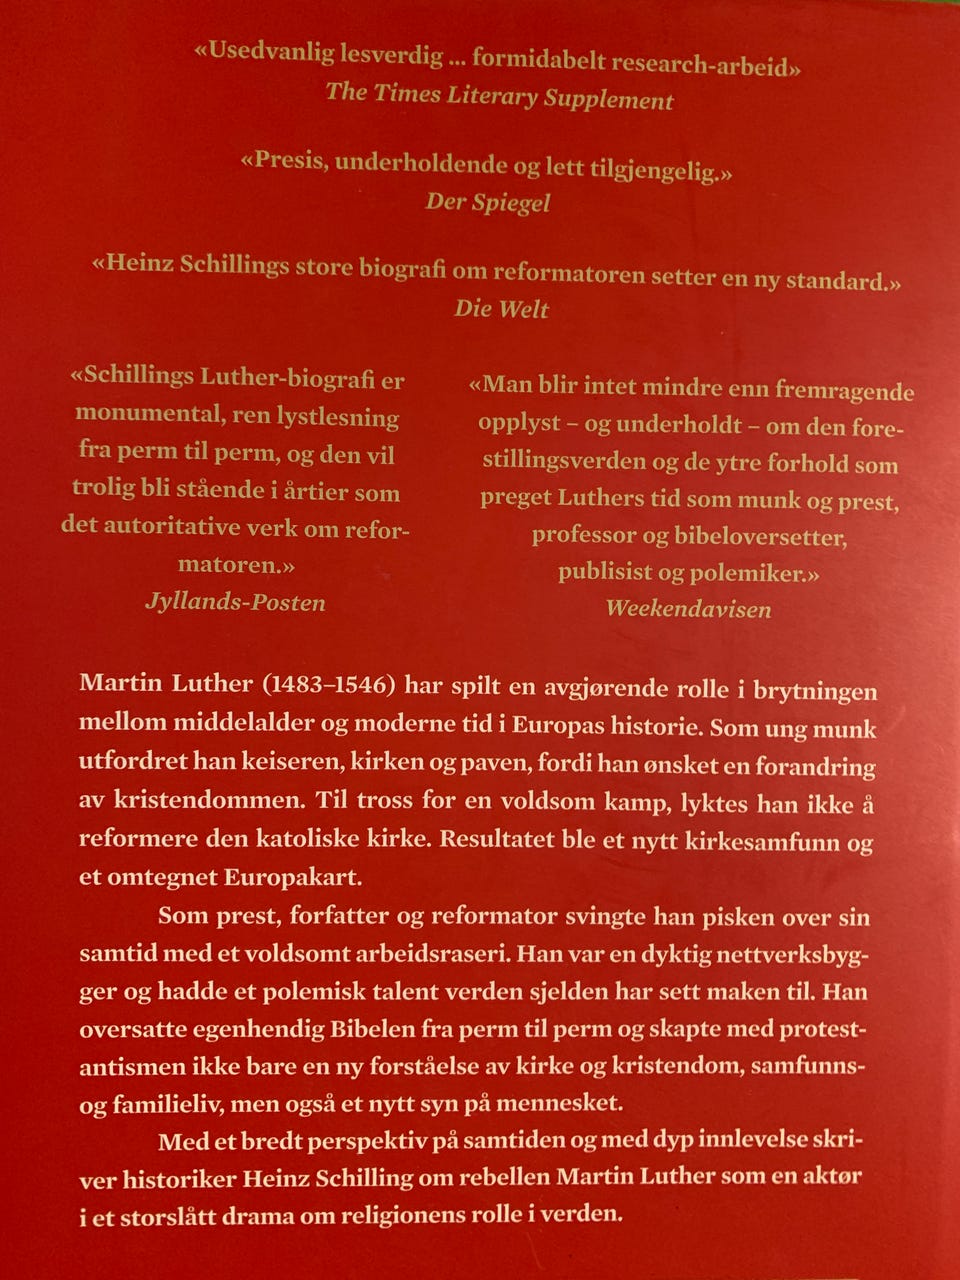 «Usedvanlig lesverdig ... formidabelt research-arbeid»
The Times Literary Supplement
«Presis, underholdende og lett tilgjengelig.»
Der Spiegel
«Heinz Schillings store biografi om reformatoren setter en ny standard.»
Die Welt
«Schillings Luther-biografi er
monumental, ren lystlesning
fra perm til perm, og den vil
trolig bli stående i årtier som
det autoritative verk om refor-
matoren.»
Jyllands-Posten
«Man blir intet mindre enn fremragende
opplyst – og underholdt – om den fore-
stillingsverden og de ytre forhold som
preget Luthers tid som munk og prest,
professor og bibeloversetter,
publisist og polemiker.»
Weekendavisen
Martin Luther (1483–1546) har spilt en avgjørende rolle i brytningen
mellom middelalder og moderne tid i Europas historie. Som ung munk
utfordret han keiseren, kirken og paven, fordi han ønsket en forandring
av kristendommen. Til tross for en voldsom kamp, lyktes han ikke å
reformere den katoliske kirke. Resultatet ble et nytt kirkesamfunn og
et omtegnet Europakart.
Som prest, forfatter og reformator svingte han pisken over sin
samtid med et voldsomt arbeidsraseri. Han var en dyktig nettverksbyg-
ger og hadde et polemisk talent verden sjelden har sett maken til. Han
oversatte egenhendig Bibelen fra perm til perm og skapte med protest-
antismen ikke bare en ny forståelse av kirke og kristendom, samfunns-
og familieliv, men også et nytt syn på mennesket.
Med et bredt perspektiv på samtiden og med dyp innlevelse skri-
ver historiker Heinz Schilling om rebellen Martin Luther som en aktør
i et storslått drama om religionens rolle i verden.